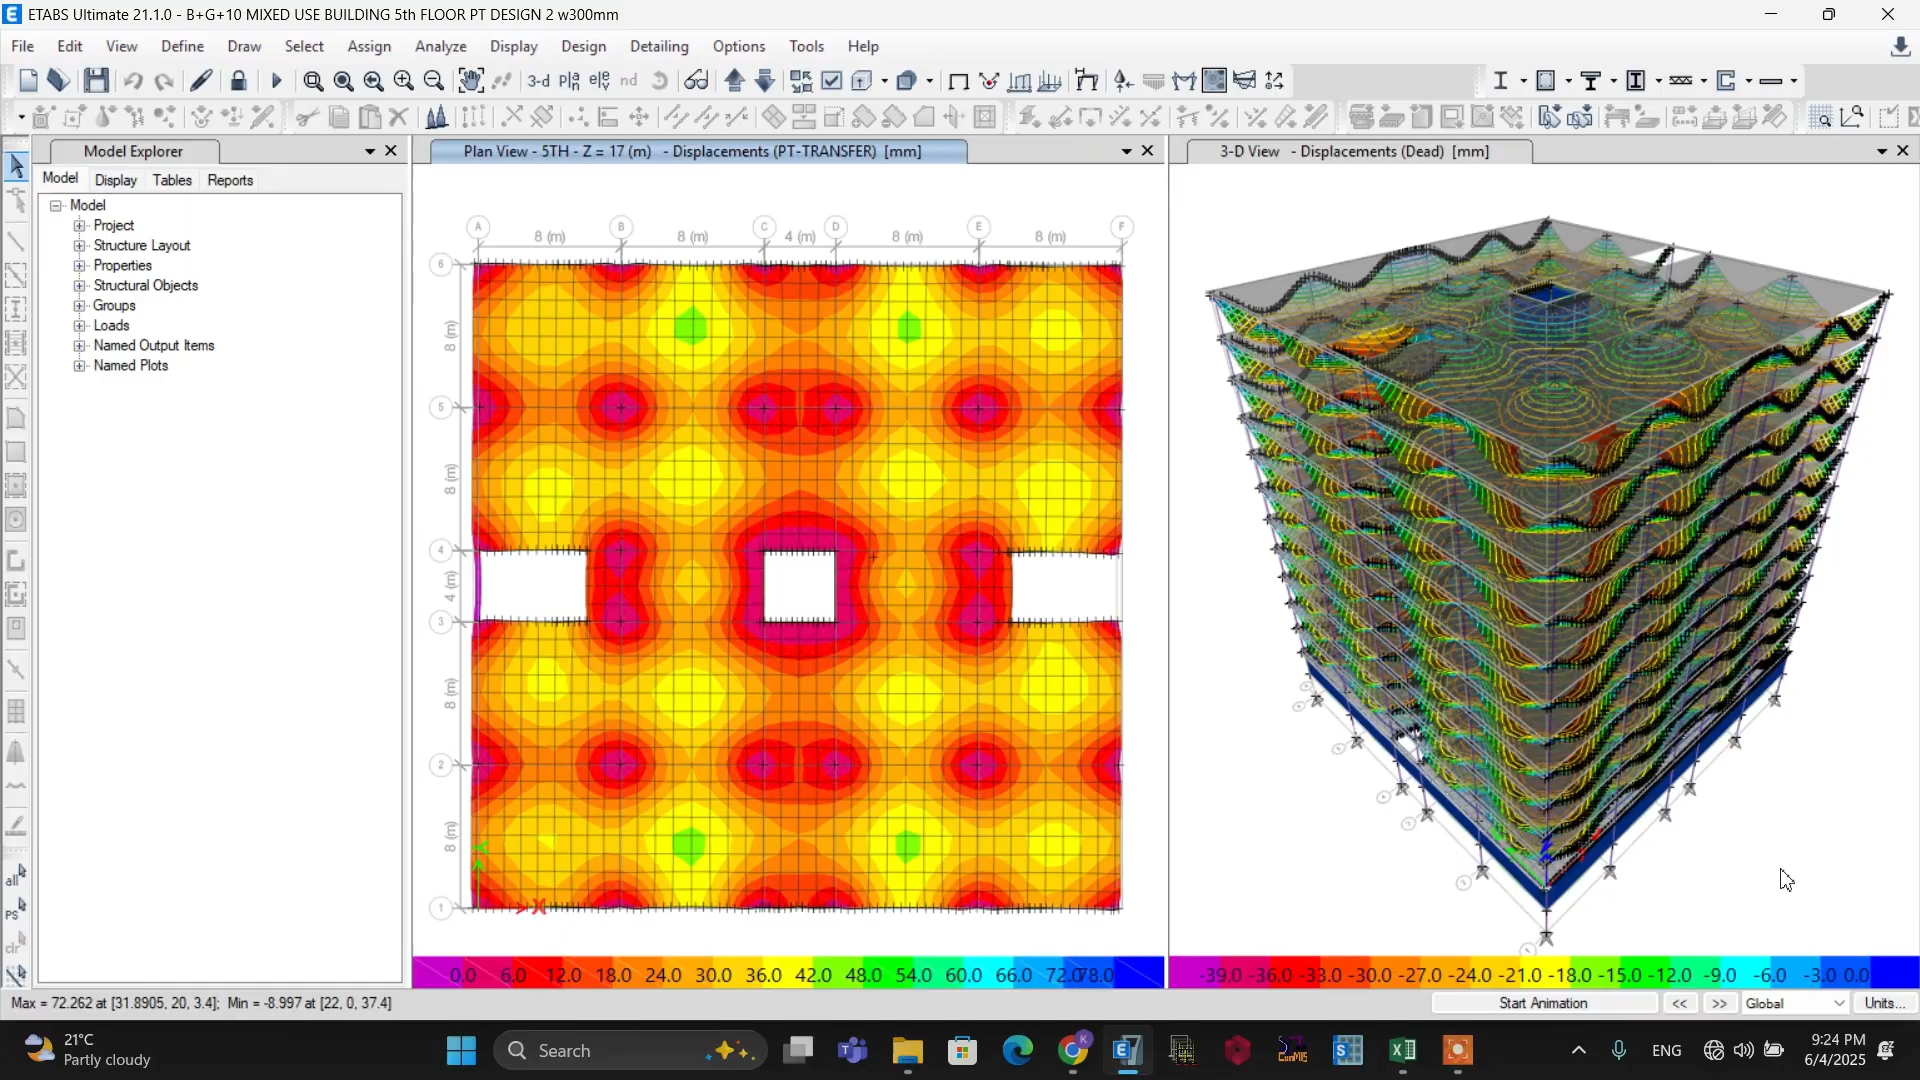 ETABS Ultimate 21.1.0 - B+G+10 MIXED USE BUILDING 5th FLOOR PT DESIGN 2 w300mm
File Edit View Define Draw Select Assign Analyze Display Design Detailing Options Tools Help
3-d pla ele nd
Model Explorer
Plan View - 5TH - Z = 17 (m) - Displacements (PT-TRANSFER) [mm]
3-D View - Displacements (Dead) [mm]
Model Display Tables Reports
Model
Project
Structure Layout
Properties
Structural Objects
Groups
Loads
Named Output Items
Named Plots
A B C D E F
8 (m) 8 (m) 4 (m) 8 (m) 8 (m)
6
8 (m)
5
8 (m)
4
4 (m)
3
8 (m)
2
8 (m)
1
X
all
PS
clr
0.0 6.0 12.0 18.0 24.0 30.0 36.0 42.0 48.0 54.0 60.0 66.0 72.0 78.0
-39.0 -36.0 -33.0 -30.0 -27.0 -24.0 -21.0 -18.0 -15.0 -12.0 -9.0 -6.0 -3.0 0.0
Max = 72.262 at [31.8905, 20, 3.4]; Min = -8.997 at [22, 0, 37.4]
Start Animation << >> Global Units...
21°C
Partly cloudy
Search
ENG
9:24 PM
6/4/2025